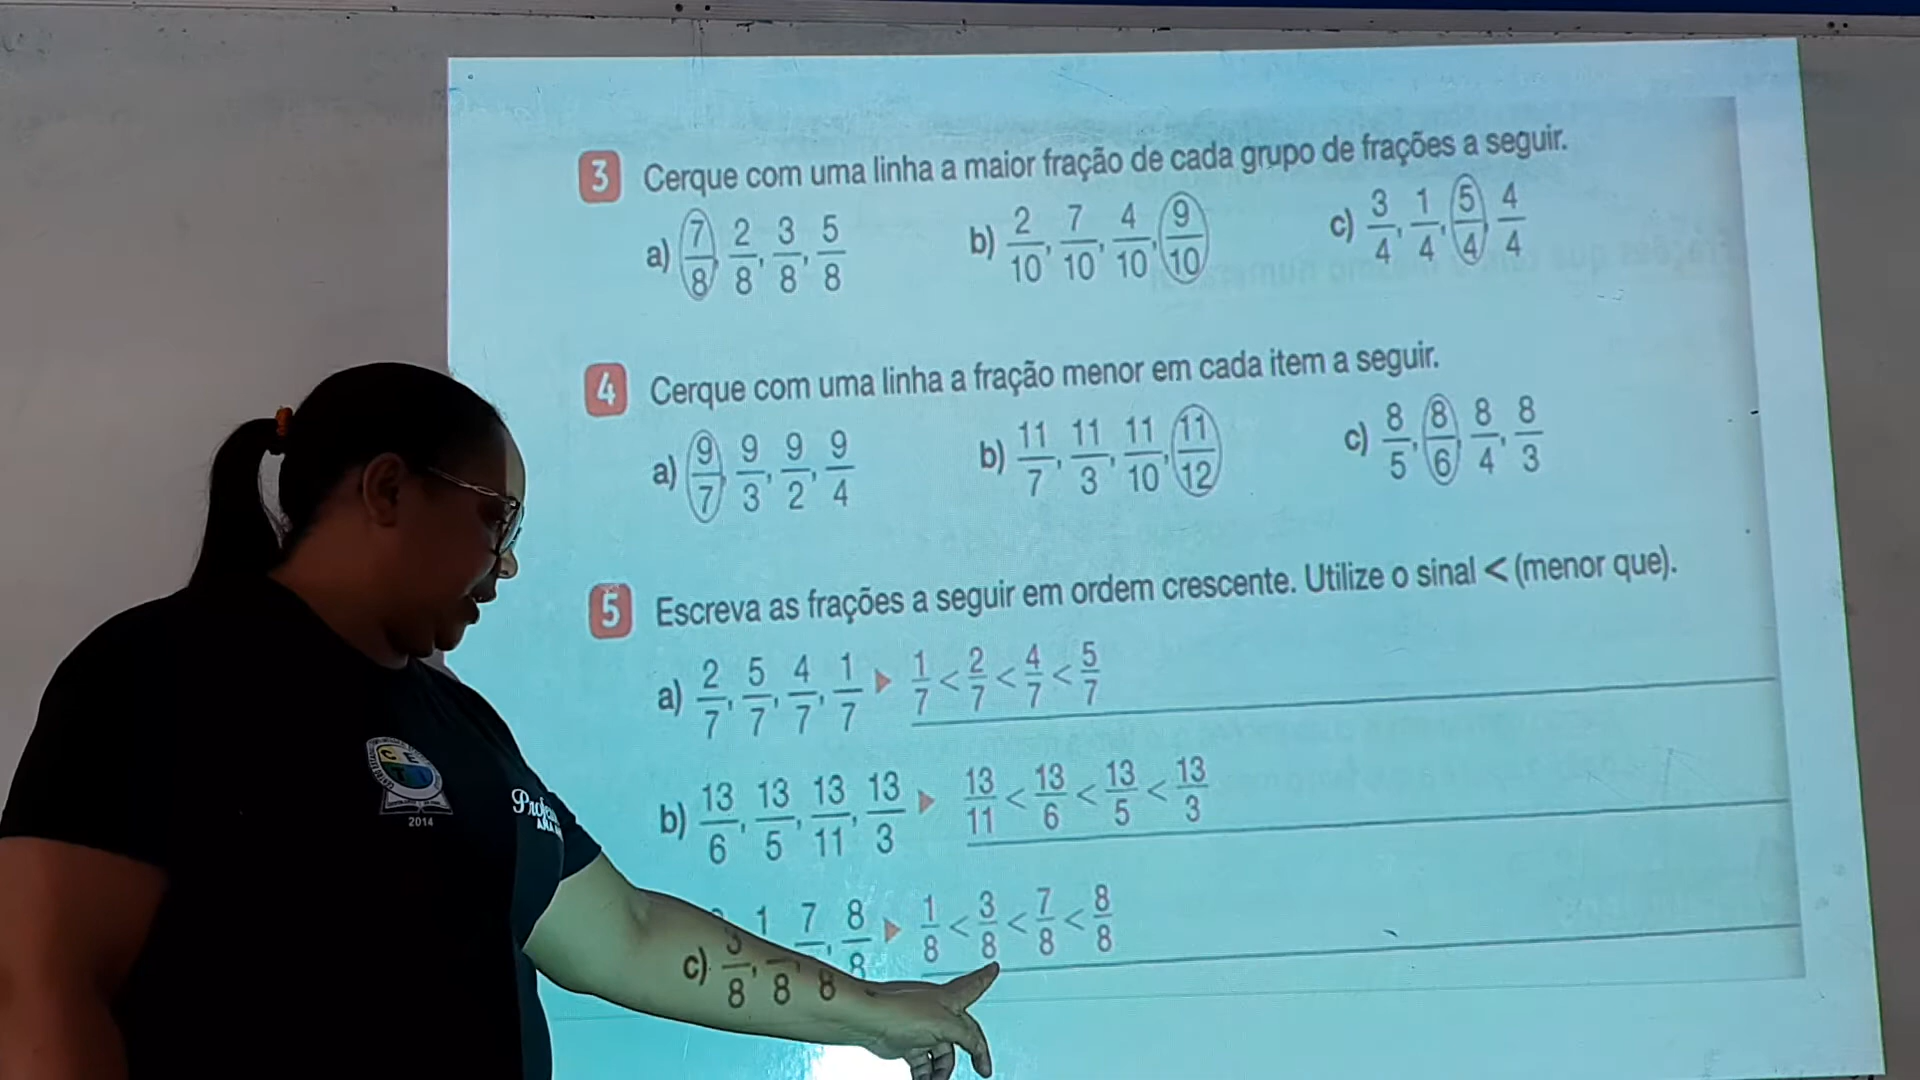 3 Cerque com uma linha a maior fração de cada grupo de frações a seguir.
a) 7/8, 2/8, 3/8, 5/8 b) 2/10, 7/10, 4/10, 9/10 c) 3/4, 1/4, 5/4, 4/4
4 Cerque com uma linha a fração menor em cada item a seguir.
a) 9/7, 9/3, 9/2, 9/4 b) 11/7, 11/3, 11/10, 11/12 c) 8/5, 8/6, 8/4, 8/3
5 Escreva as frações a seguir em ordem crescente. Utilize o sinal < (menor que).
a) 2/7, 5/7, 4/7, 1/7 ▶ 1/7 < 2/7 < 4/7 < 5/7
b) 13/6, 13/5, 13/11, 13/3 ▶ 13/11 < 13/6 < 13/5 < 13/3
c) 3/8, 1/8, 7/8, 8/8 ▶ 1/8 < 3/8 < 7/8 < 8/8
CETI
2014